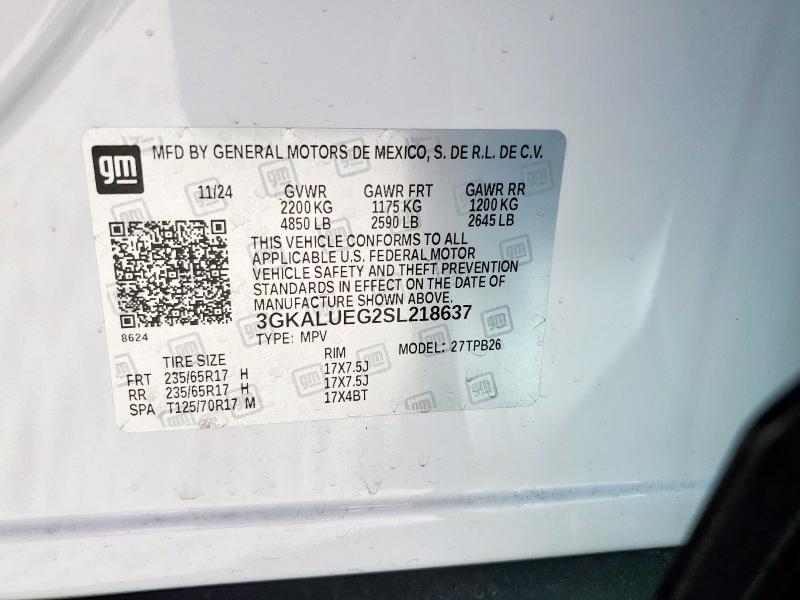 gm
MFD BY GENERAL MOTORS DE MEXICO, S. DE R.L. DE C.V.
11/24 GVWR GAWR FRT GAWR RR
2200 KG 1175 KG 1200 KG
4850 LB 2590 LB 2645 LB
THIS VEHICLE CONFORMS TO ALL
APPLICABLE U.S. FEDERAL MOTOR
VEHICLE SAFETY AND THEFT PREVENTION
STANDARDS IN EFFECT ON THE DATE OF
MANUFACTURE SHOWN ABOVE.
8624
3GKALUEG2SL218637
TYPE: MPV MODEL: 27TPB26
TIRE SIZE RIM
FRT 235/65R17 H 17X7.5J
RR 235/65R17 H 17X7.5J
SPA T125/70R17 M 17X4BT